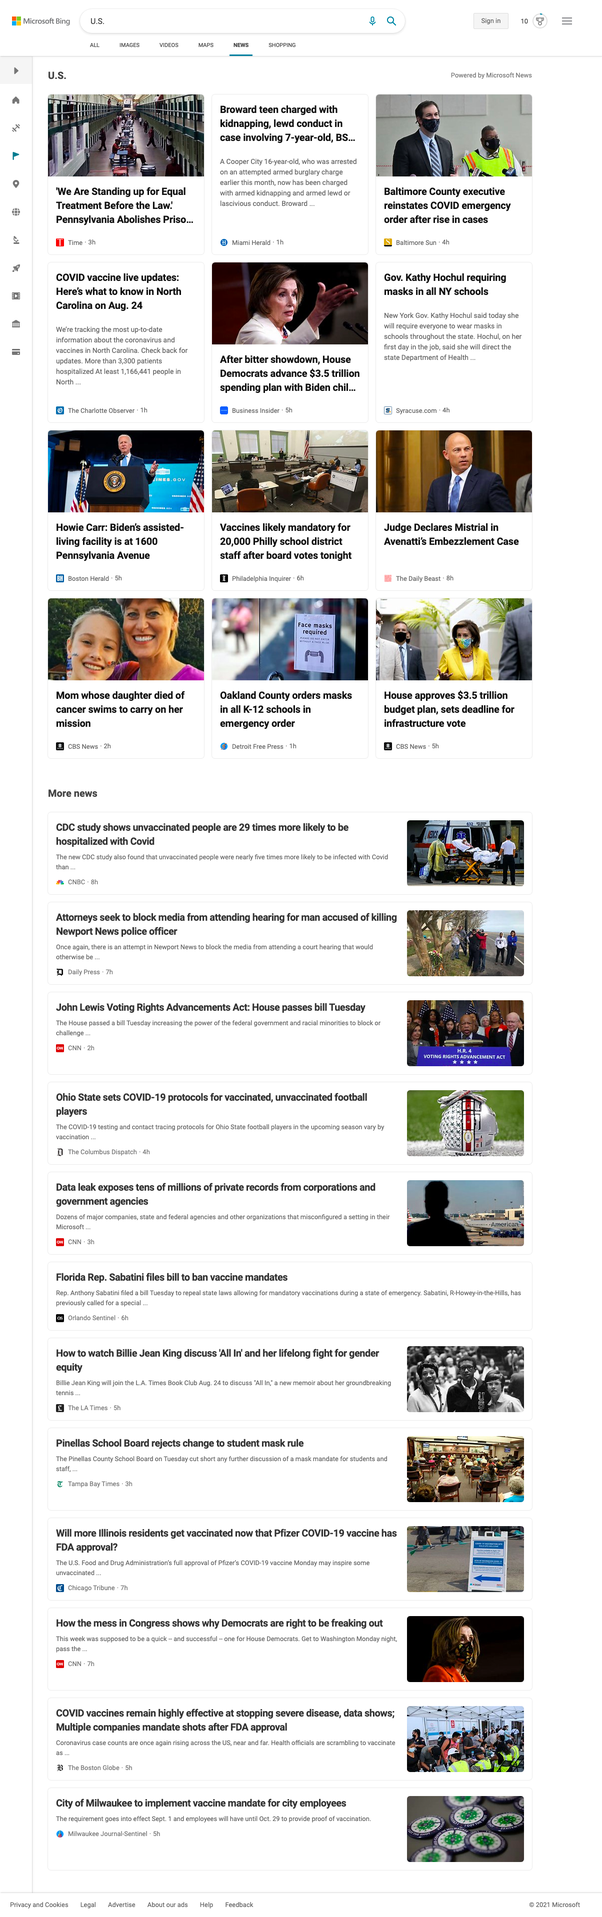 Microsoft Bing
U.S.
Sign in
10
ALL
IMAGES
VIDEOS
MAPS
NEWS
SHOPPING
U.S.
Powered by Microsoft News
'We Are Standing up for Equal
Treatment Before the Law.'
Pennsylvania Abolishes Priso...
Time · 3h
Broward teen charged with
kidnapping, lewd conduct in
case involving 7-year-old, BS...
A Cooper City 16-year-old, who was arrested
on an attempted armed burglary charge
earlier this month, now has been charged
with armed kidnapping and armed lewd or
lascivious conduct. Broward ...
Miami Herald · 1h
Baltimore County executive
reinstates COVID emergency
order after rise in cases
Baltimore Sun · 4h
COVID vaccine live updates:
Here's what to know in North
Carolina on Aug. 24
We're tracking the most up-to-date
information about the coronavirus and
vaccines in North Carolina. Check back for
updates. More than 3,300 patients
hospitalized At least 1,166,441 people in
North ...
The Charlotte Observer · 1h
After bitter showdown, House
Democrats advance $3.5 trillion
spending plan with Biden chil...
Business Insider · 5h
Gov. Kathy Hochul requiring
masks in all NY schools
New York Gov. Kathy Hochul said today she
will require everyone to wear masks in
schools throughout the state. Hochul, on her
first day in the job, said she will direct the
state Department of Health ...
Syracuse.com · 4h
Howie Carr: Biden's assisted-
living facility is at 1600
Pennsylvania Avenue
Boston Herald · 5h
Vaccines likely mandatory for
20,000 Philly school district
staff after board votes tonight
Philadelphia Inquirer · 6h
Judge Declares Mistrial in
Avenatti's Embezzlement Case
The Daily Beast · 8h
Face masks
required
Mom whose daughter died of
cancer swims to carry on her
mission
CBS News · 2h
Oakland County orders masks
in all K-12 schools in
emergency order
Detroit Free Press · 1h
House approves $3.5 trillion
budget plan, sets deadline for
infrastructure vote
CBS News · 5h
More news
CDC study shows unvaccinated people are 29 times more likely to be
hospitalized with Covid
The new CDC study also found that unvaccinated people were nearly five times more likely to be infected with Covid
than ...
CNBC · 8h
Attorneys seek to block media from attending hearing for man accused of killing
Newport News police officer
Once again, there is an attempt in Newport News to block the media from attending a court hearing that would
otherwise be ...
Daily Press · 7h
John Lewis Voting Rights Advancements Act: House passes bill Tuesday
The House passed a bill Tuesday increasing the power of the federal government and racial minorities to block or
challenge ...
CNN · 2h
H.R. 4
VOTING RIGHTS ADVANCEMENT ACT
Ohio State sets COVID-19 protocols for vaccinated, unvaccinated football
players
The COVID-19 testing and contact tracing protocols for Ohio State football players in the upcoming season vary by
vaccination ...
The Columbus Dispatch · 4h
EQUALITY
Data leak exposes tens of millions of private records from corporations and
government agencies
Dozens of major companies, state and federal agencies and other organizations that misconfigured a setting in their
Microsoft ...
CNN · 3h
American
Florida Rep. Sabatini files bill to ban vaccine mandates
Rep. Anthony Sabatini filed a bill Tuesday to repeal state laws allowing for mandatory vaccinations during a state of emergency. Sabatini, R-Howey-in-the-Hills, has
previously called for a special ...
Orlando Sentinel · 6h
How to watch Billie Jean King discuss 'All In' and her lifelong fight for gender
equity
Billie Jean King will join the L.A. Times Book Club Aug. 24 to discuss "All In," a new memoir about her groundbreaking
tennis ...
The LA Times · 5h
Pinellas School Board rejects change to student mask rule
The Pinellas County School Board on Tuesday cut short any further discussion of a mask mandate for students and
staff, ...
Tampa Bay Times · 3h
Will more Illinois residents get vaccinated now that Pfizer COVID-19 vaccine has
FDA approval?
The U.S. Food and Drug Administration's full approval of Pfizer's COVID-19 vaccine Monday may inspire some
unvaccinated ...
Chicago Tribune · 7h
How the mess in Congress shows why Democrats are right to be freaking out
This week was supposed to be a quick -- and successful -- one for House Democrats. Get to Washington Monday night,
pass the ...
CNN · 7h
COVID vaccines remain highly effective at stopping severe disease, data shows;
Multiple companies mandate shots after FDA approval
Coronavirus case counts are once again rising across the US, near and far. Health officials are scrambling to vaccinate
as ...
The Boston Globe · 5h
City of Milwaukee to implement vaccine mandate for city employees
The requirement goes into effect Sept. 1 and employees will have until Oct. 29 to provide proof of vaccination.
Milwaukee Journal-Sentinel · 5h
Privacy and Cookies
Legal
Advertise
About our ads
Help
Feedback
© 2021 Microsoft